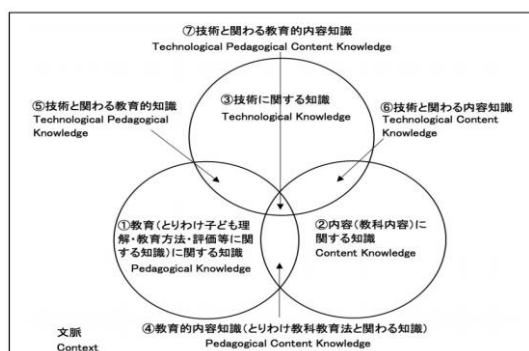 ⑦技術と関わる教育的内容知識
Technological Pedagogical Content Knowledge
③技術に関する知識
Technological Knowledge
⑤技術と関わる教育的知識
Technological Pedagogical
Knowledge
⑥技術と関わる内容知識
Technological Content
Knowledge
①教育(とりわけ子ども理
解・教育方法・評価等に関
する知識)に関する知識
Pedagogical Knowledge
②内容(教科内容)に
関する知識
Content Knowledge
④教育的内容知識(とりわけ教科教育法と関わる知識)
Pedagogical Content Knowledge
文脈
Context